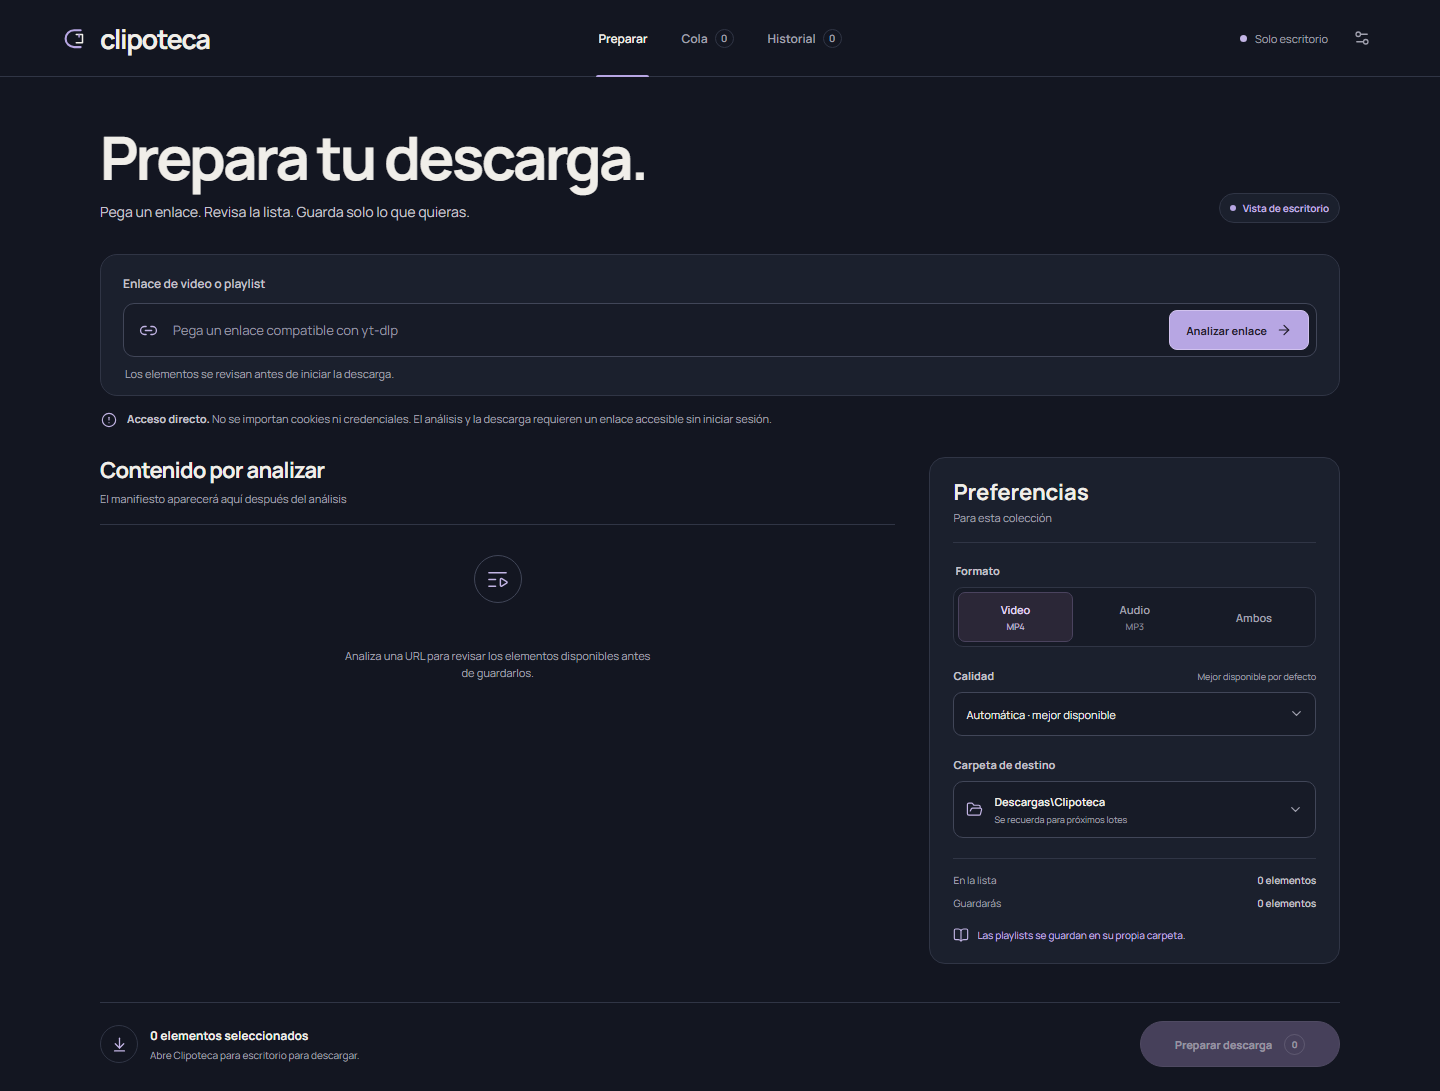 clipoteca
Preparar
Cola 0
Historial 0
Solo escritorio
Prepara tu descarga.
Pega un enlace. Revisa la lista. Guarda solo lo que quieras.
Vista de escritorio
Enlace de video o playlist
Pega un enlace compatible con yt-dlp
Analizar enlace
Los elementos se revisan antes de iniciar la descarga.
Acceso directo. No se importan cookies ni credenciales. El análisis y la descarga requieren un enlace accesible sin iniciar sesión.
Contenido por analizar
El manifiesto aparecerá aquí después del análisis
Analiza una URL para revisar los elementos disponibles antes
de guardarlos.
Preferencias
Para esta colección
Formato
Video
MP4
Audio
MP3
Ambos
Calidad
Mejor disponible por defecto
Automática · mejor disponible
Carpeta de destino
Descargas\Clipoteca
Se recuerda para próximos lotes
En la lista
0 elementos
Guardarás
0 elementos
Las playlists se guardan en su propia carpeta.
0 elementos seleccionados
Abre Clipoteca para escritorio para descargar.
Preparar descarga 0